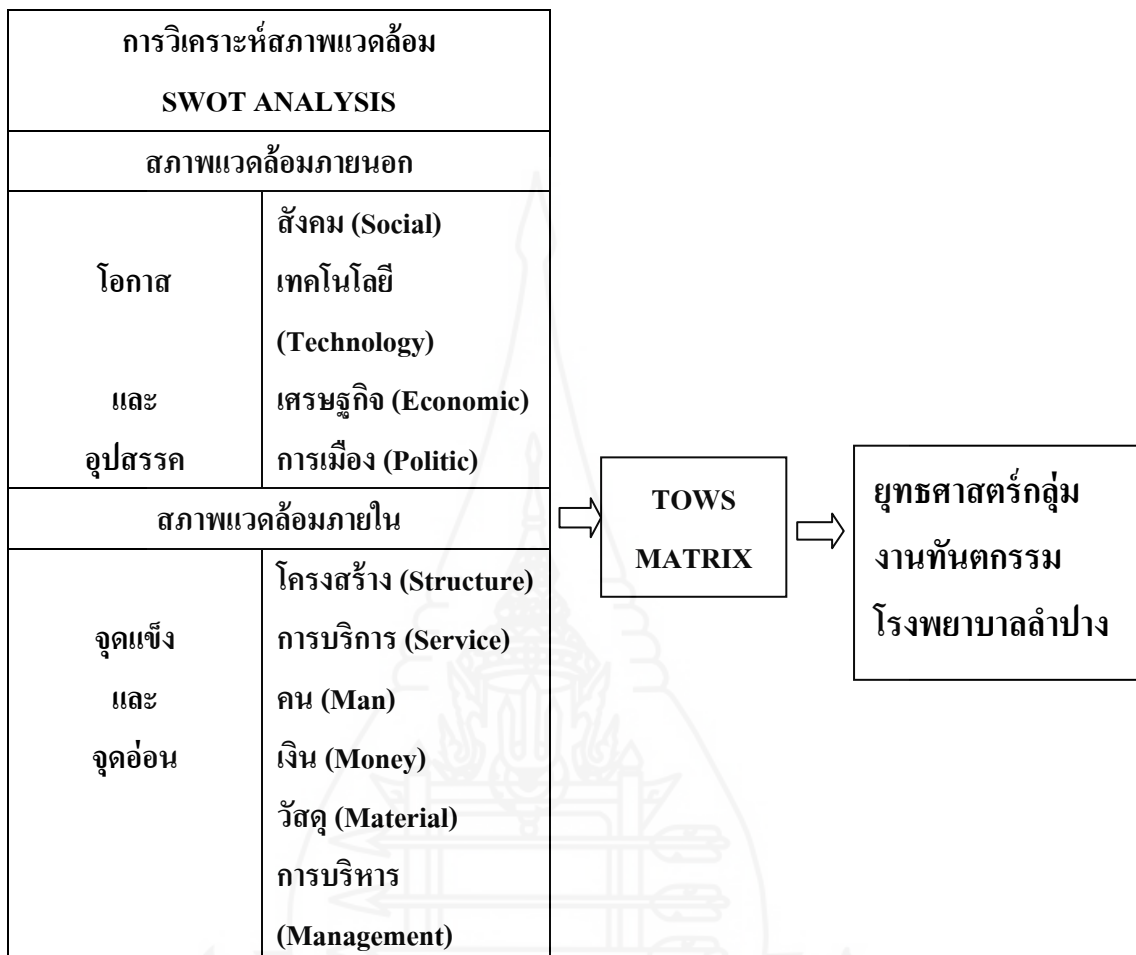 การวิเคราะห์สภาพแวดล้อม
SWOT ANALYSIS
สภาพแวดล้อมภายนอก
โอกาส
และ
อุปสรรค
สังคม (Social)
เทคโนโลยี
(Technology)
เศรษฐกิจ (Economic)
การเมือง (Politic)
สภาพแวดล้อมภายใน
จุดแข็ง
และ
จุดอ่อน
โครงสร้าง (Structure)
การบริการ (Service)
คน (Man)
เงิน (Money)
วัสดุ (Material)
การบริหาร
(Management)
TOWS
MATRIX
ยุทธศาสตร์กลุ่ม
งานทันตกรรม
โรงพยาบาลลำปาง